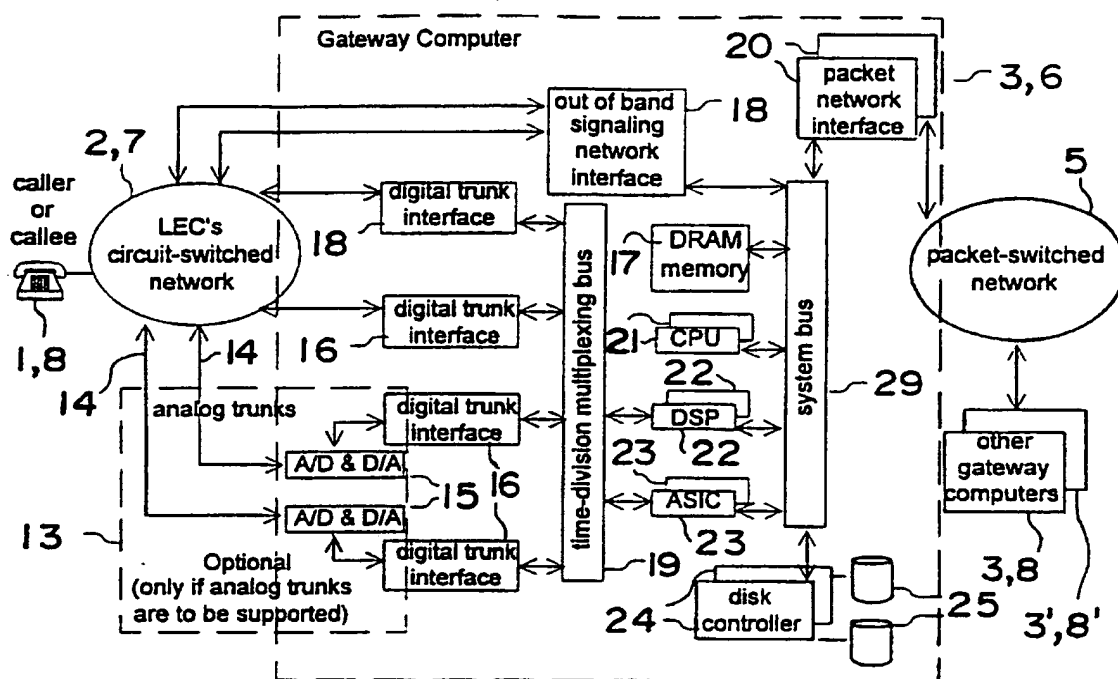 Gateway Computer
20
packet
network
interface
3,6
out of band
signaling
network
interface
18
2,7
caller
or
callee
LEC's
circuit-switched
network
digital trunk
interface
18
17
DRAM
memory
5
packet-switched
network
1,8
14
14
16
digital trunk
interface
time-division multiplexing bus
21
CPU
system bus
29
22
DSP
22
analog trunks
digital trunk
interface
A/D & D/A
15
16
A/D & D/A
23
ASIC
23
other
gateway
computers
13
Optional
(only if analog trunks
are to be supported)
digital trunk
interface
19
24
disk
controller
25
3,8
3',8'